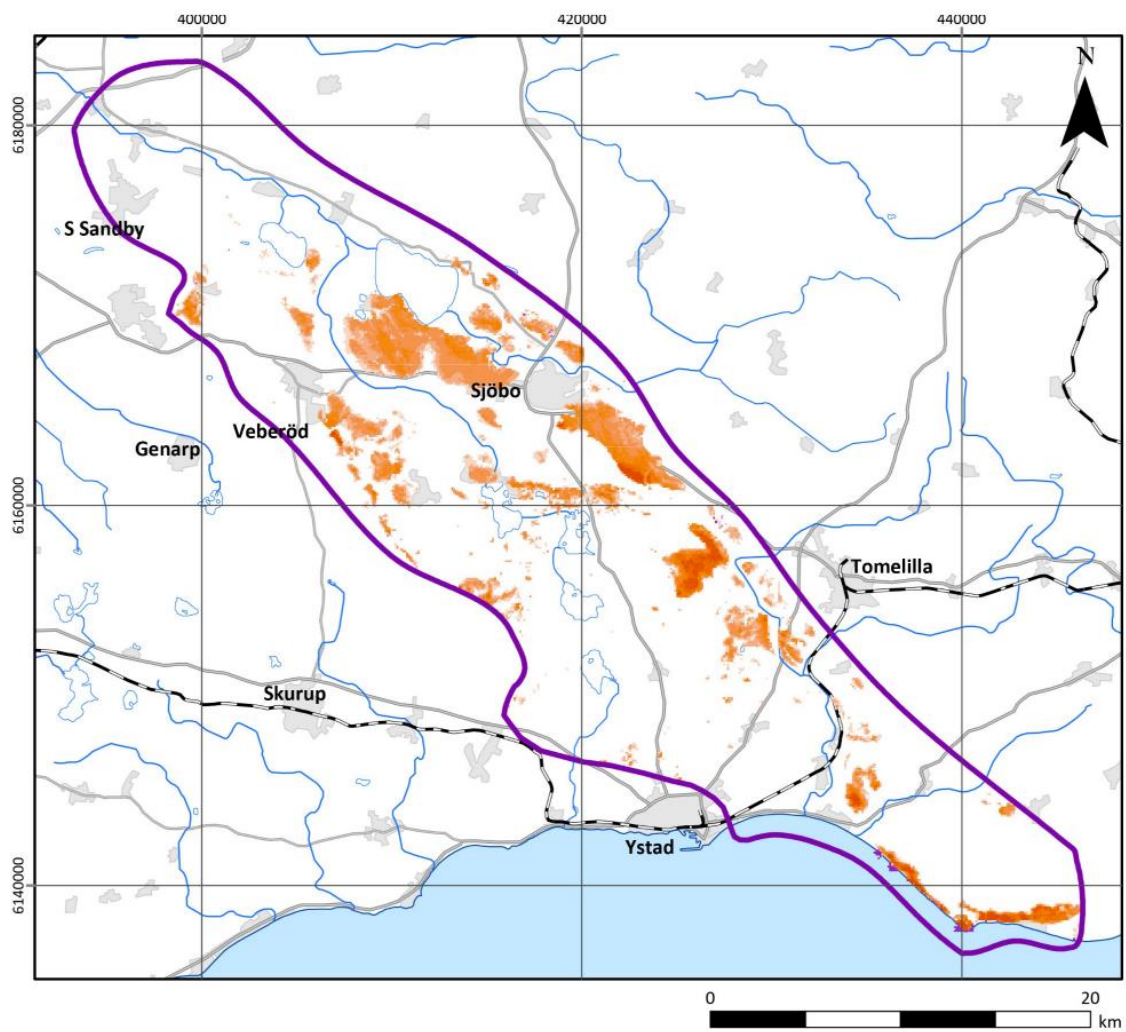 400000
420000
440000
N
6180000
S Sandby
Sjöbo
Veberöd
Genarp
6160000
Tomelilla
Skurup
Ystad
6140000
0
20
km